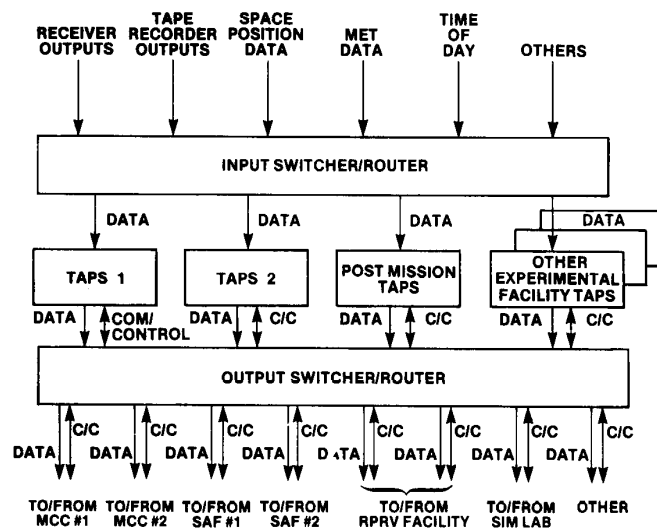 RECEIVER OUTPUTS
TAPE RECORDER OUTPUTS
SPACE POSITION DATA
MET DATA
TIME OF DAY
OTHERS
INPUT SWITCHER/ROUTER
DATA
DATA
DATA
DATA
TAPS 1
TAPS 2
POST MISSION TAPS
OTHER EXPERIMENTAL FACILITY TAPS
DATA
COM/CONTROL
DATA
C/C
DATA
C/C
DATA
C/C
OUTPUT SWITCHER/ROUTER
C/C
C/C
C/C
C/C
C/C
C/C
C/C
C/C
DATA
DATA
DATA
DATA
DATA
DATA
DATA
DATA
TO/FROM MCC #1
TO/FROM MCC #2
TO/FROM SAF #1
TO/FROM SAF #2
TO/FROM RPRV FACILITY
TO/FROM SIM LAB
OTHER